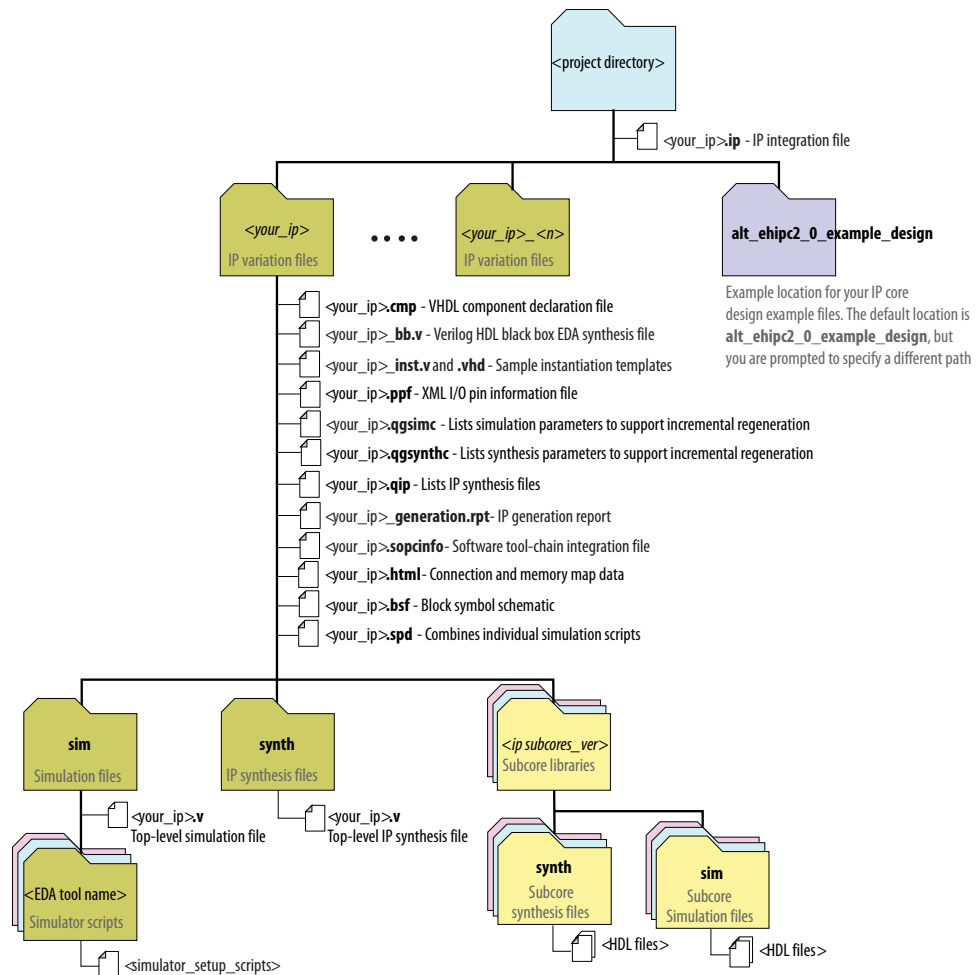 <project directory>
<your_ip>.ip - IP integration file
<your_ip>
IP variation files
<your_ip>_<n>
IP variation files
alt_ehipc2_0_example_design
Example location for your IP core
design example files. The default location is
alt_ehipc2_0_example_design, but
you are prompted to specify a different path
<your_ip>.cmp - VHDL component declaration file
<your_ip>_bb.v - Verilog HDL black box EDA synthesis file
<your_ip>_inst.v and .vhd - Sample instantiation templates
<your_ip>.ppf - XML I/O pin information file
<your_ip>.qgsimc - Lists simulation parameters to support incremental regeneration
<your_ip>.qgsynthc - Lists synthesis parameters to support incremental regeneration
<your_ip>.qip - Lists IP synthesis files
<your_ip>_generation.rpt- IP generation report
<your_ip>.sopcinfo- Software tool-chain integration file
<your_ip>.html- Connection and memory map data
<your_ip>.bsf - Block symbol schematic
<your_ip>.spd - Combines individual simulation scripts
sim
Simulation files
synth
IP synthesis files
<ip subcores_ver>
Subcore libraries
<your_ip>.v
Top-level simulation file
<your_ip>.v
Top-level IP synthesis file
<EDA tool name>
Simulator scripts
<simulator_setup_scripts>
synth
Subcore
synthesis files
<HDL files>
sim
Subcore
Simulation files
<HDL files>